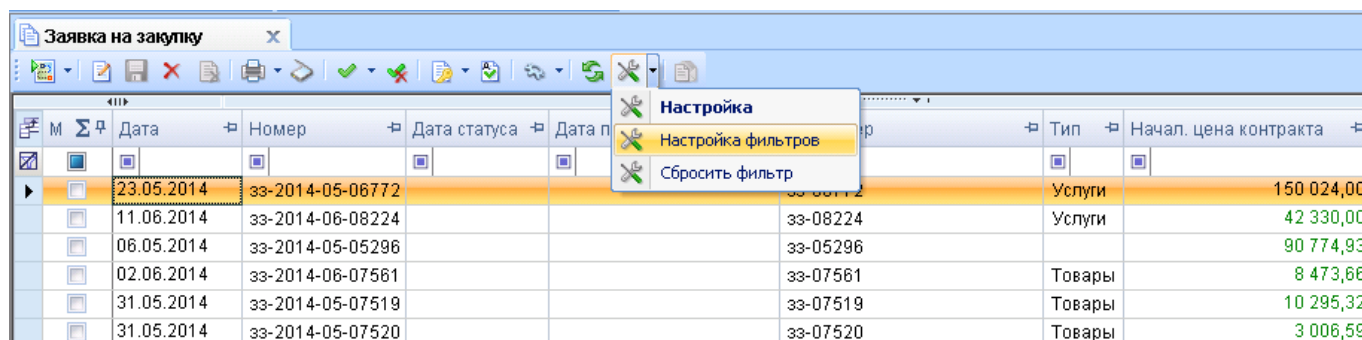 Заявка на закупку
Настройка
Настройка фильтров
Сбросить фильтр
М Σ Дата Номер Дата статуса Дата п р Тип Начал. цена контракта
23.05.2014 зз-2014-05-06772 Услуги 150 024,00
11.06.2014 зз-2014-06-08224 зз-08224 Услуги 42 330,00
06.05.2014 зз-2014-05-05296 зз-05296 90 774,93
02.06.2014 зз-2014-06-07561 зз-07561 Товары 8 473,66
31.05.2014 зз-2014-05-07519 зз-07519 Товары 10 295,32
31.05.2014 зз-2014-05-07520 зз-07520 Товары 3 006,59